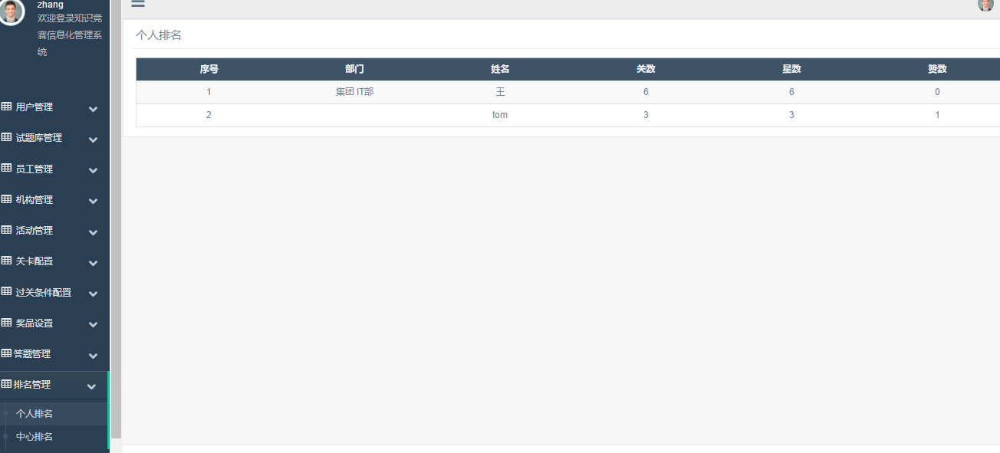 zhang
欢迎登录知识竞
赛信息化管理系
统
用户管理
试题库管理
员工管理
机构管理
活动管理
关卡配置
过关条件配置
奖品设置
答题管理
排名管理
个人排名
中心排名
个人排名
序号 部门 姓名 关数 星数 赞数
1 集团 IT部 王 6 6 0
2 tom 3 3 1